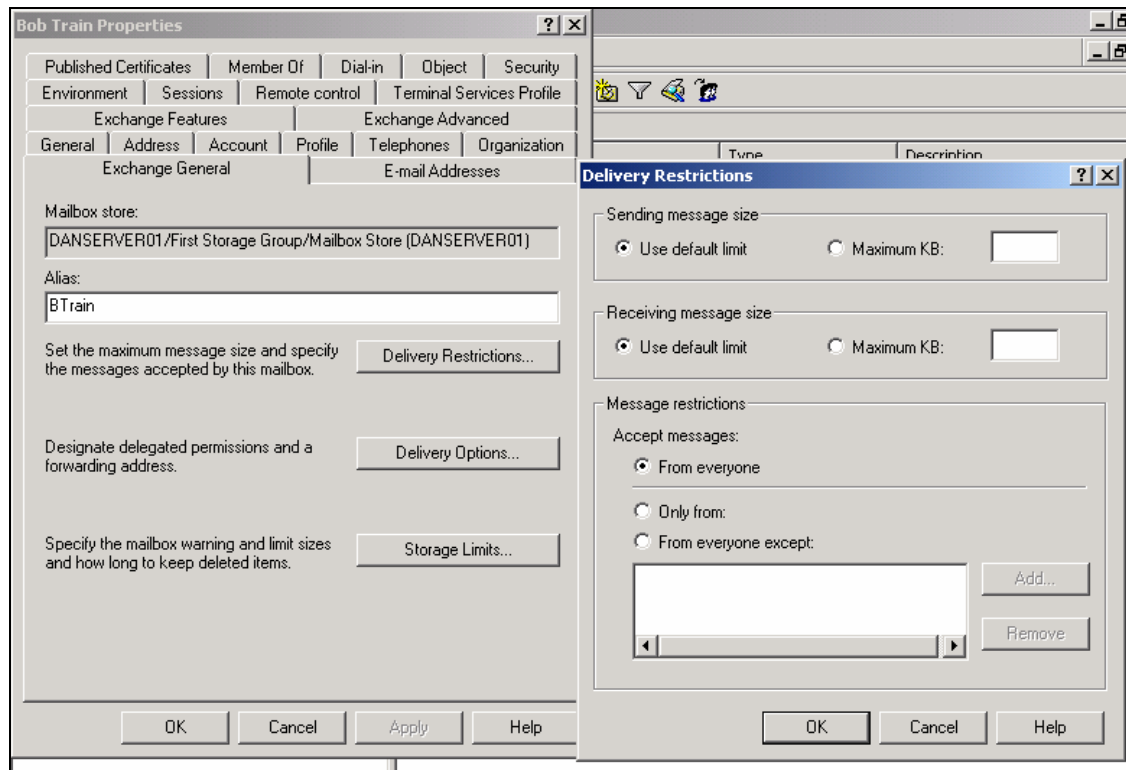 Bob Train Properties
Published Certificates Member Of Dial-in Object Security
Environment Sessions Remote control Terminal Services Profile
Exchange Features Exchange Advanced
General Address Account Profile Telephones Organization
Exchange General E-mail Addresses
Mailbox store:
DANSERVER01/First Storage Group/Mailbox Store (DANSERVER01)
Alias:
BTrain
Set the maximum message size and specify
the messages accepted by this mailbox.
Delivery Restrictions...
Designate delegated permissions and a
forwarding address.
Delivery Options...
Specify the mailbox warning and limit sizes
and how long to keep deleted items.
Storage Limits...
OK Cancel Apply Help
Type Description
Delivery Restrictions
Sending message size
Use default limit Maximum KB:
Receiving message size
Use default limit Maximum KB:
Message restrictions
Accept messages:
From everyone
Only from:
From everyone except:
Add...
Remove
OK Cancel Help